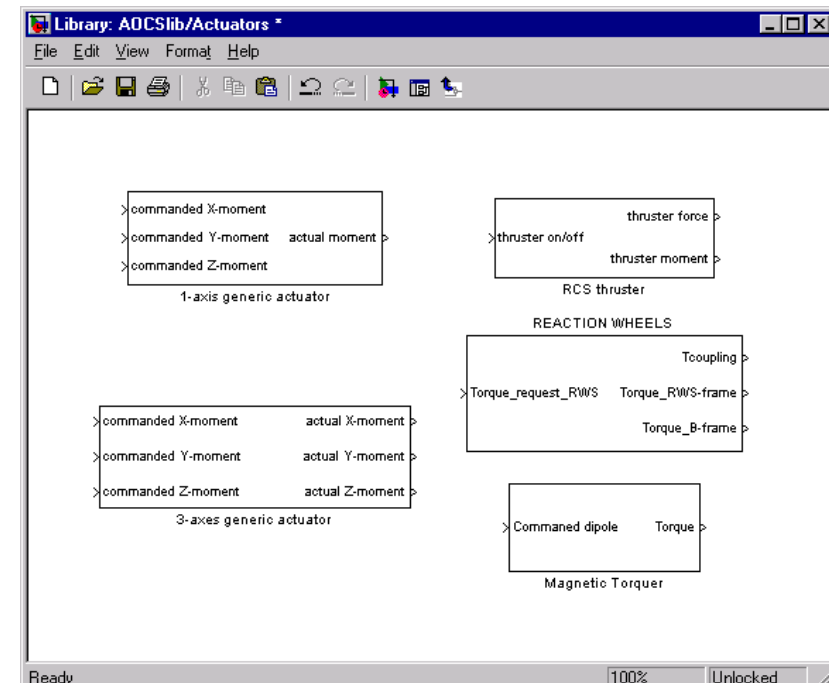 Library: AOCSlib/Actuators *
File Edit View Format Help
commanded X-moment
commanded Y-moment actual moment
commanded Z-moment
1-axis generic actuator
thruster force
thruster on/off
thruster moment
RCS thruster
REACTION WHEELS
Tcoupling
Torque_request_RWS Torque_RWS-frame
Torque_B-frame
commanded X-moment actual X-moment
commanded Y-moment actual Y-moment
commanded Z-moment actual Z-moment
3-axes generic actuator
Commaned dipole Torque
Magnetic Torquer
Ready 100% Unlocked